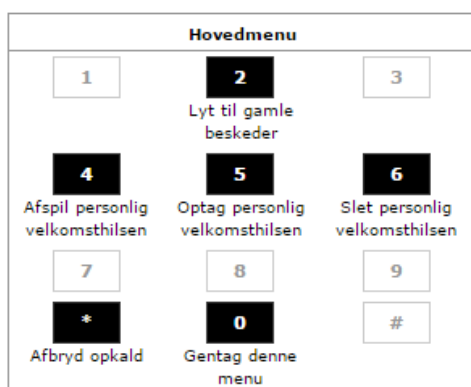 Hovedmenu
1 2 3
Lyt til gamle
beskeder
4 5 6
Afspil personlig Optag personlig Slet personlig
velkomsthilsen velkomsthilsen velkomsthilsen
7 8 9
* 0 #
Afbryd opkald Gentag denne
menu